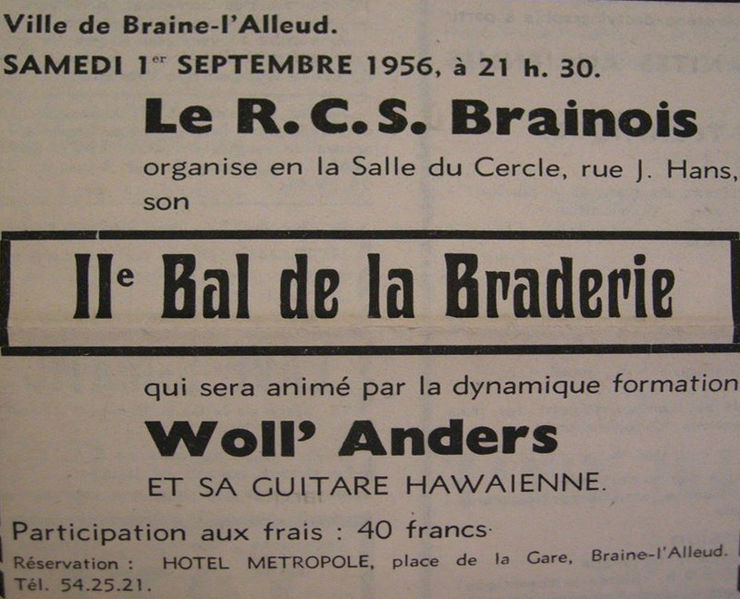 Ville de Braine-l'Alleud.
SAMEDI 1er SEPTEMBRE 1956, à 21 h. 30.
Le R.C.S. Brainois
organise en la Salle du Cercle, rue J. Hans,
son
IIe Bal de la Braderie
qui sera animé par la dynamique formation
Woll' Anders
ET SA GUITARE HAWAIENNE.
Participation aux frais : 40 francs.
Réservation : HOTEL METROPOLE, place de la Gare, Braine-l'Alleud.
Tél. 54.25.21.